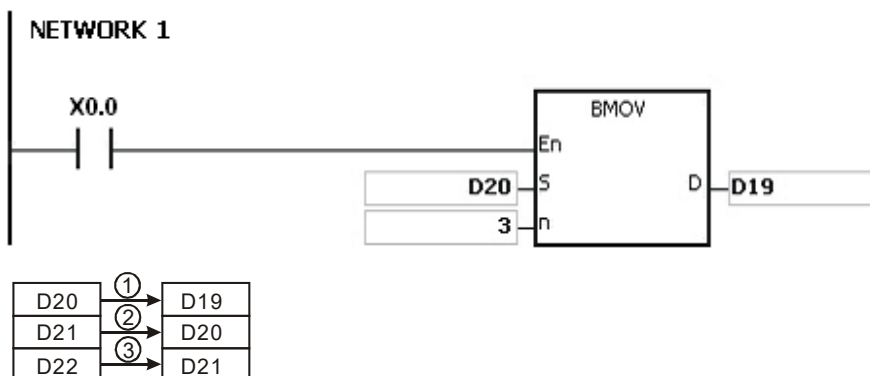 NETWORK 1
X0.0
BMOV
En
D20 S D D19
3 n
D20 ① D19
D21 ② D20
D22 ③ D21